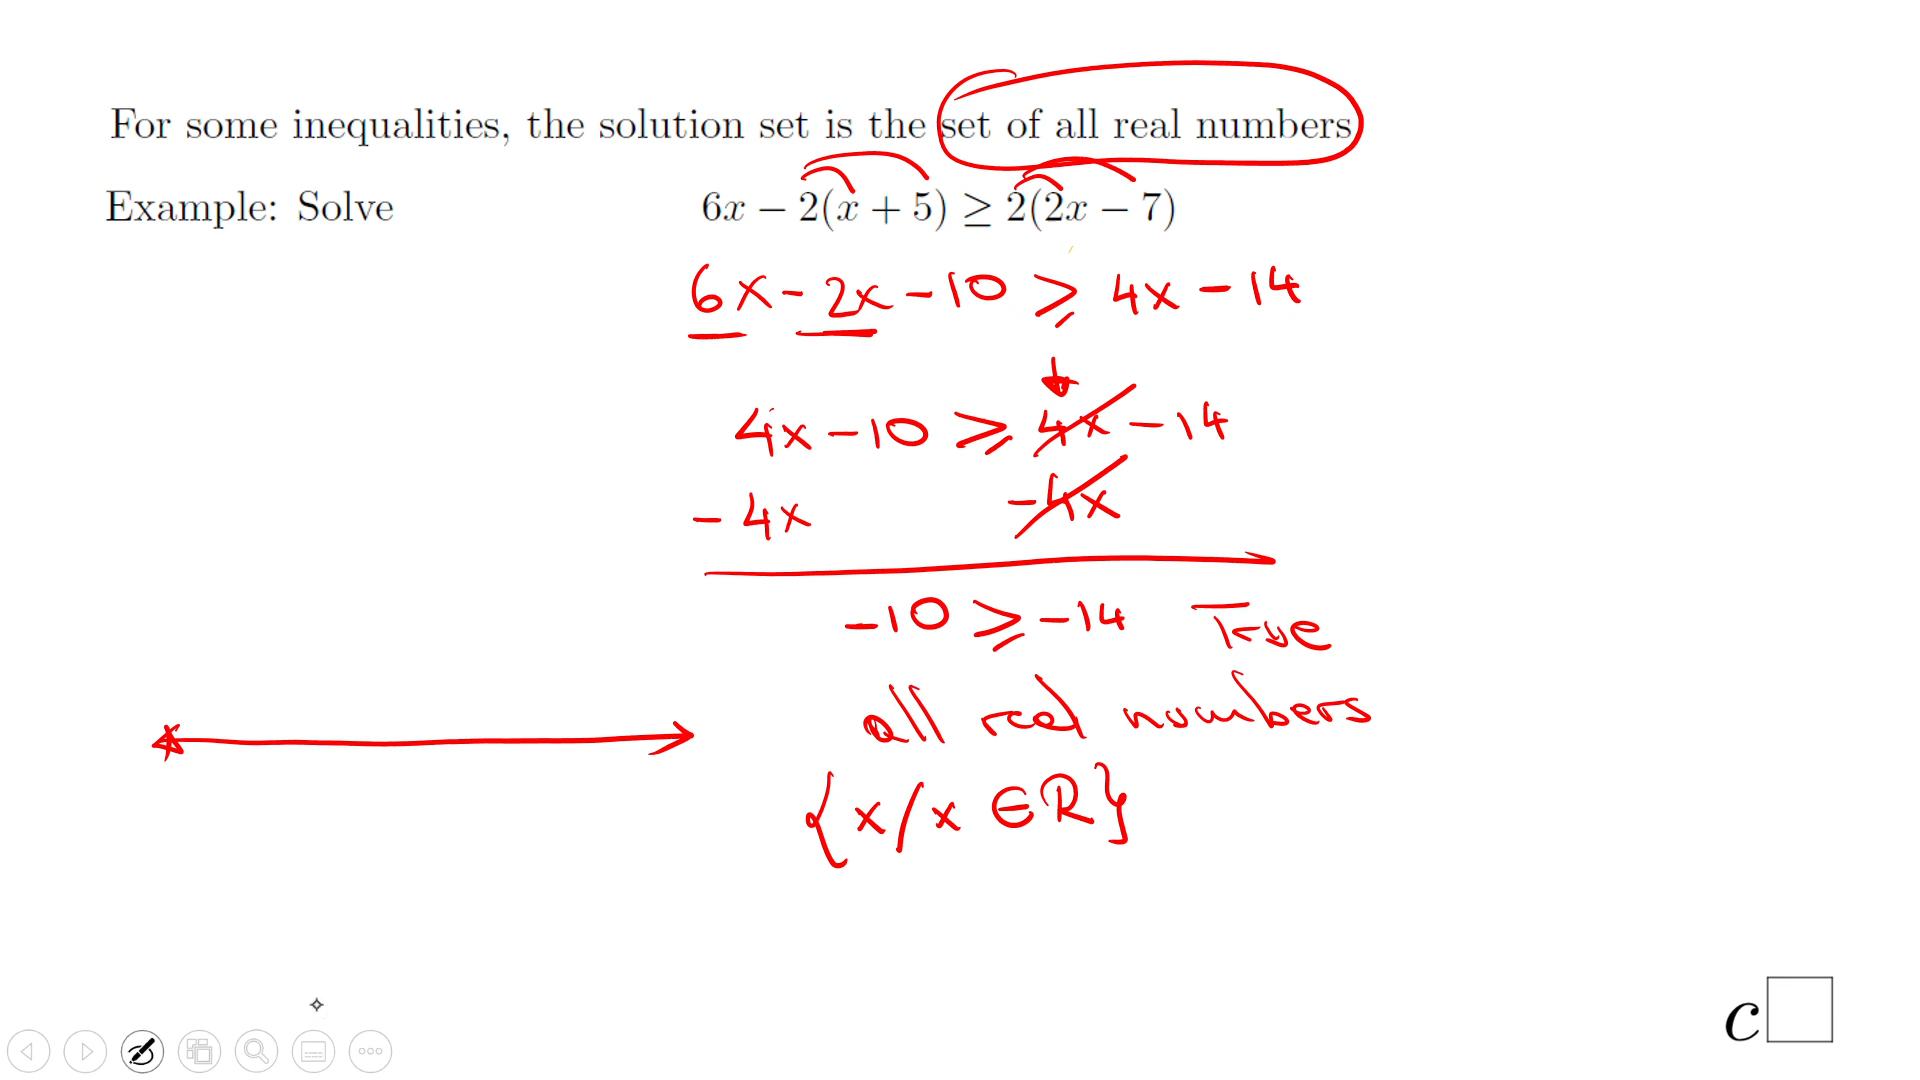 For some inequalities, the solution set is the set of all real numbers.
Example: Solve 6x − 2(x + 5) ≥ 2(2x − 7)
6x - 2x - 10 ≥ 4x - 14
4x - 10 ≥ 4x - 14
- 4x - 4x
-10 ≥ -14 True
all real numbers
{x/x ∈ R}
c